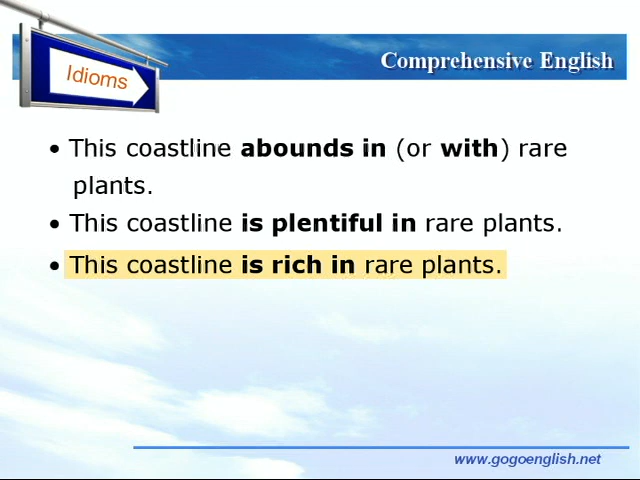 Idioms
Comprehensive English
• This coastline abounds in (or with) rare
plants.
• This coastline is plentiful in rare plants.
• This coastline is rich in rare plants.
www.gogoenglish.net